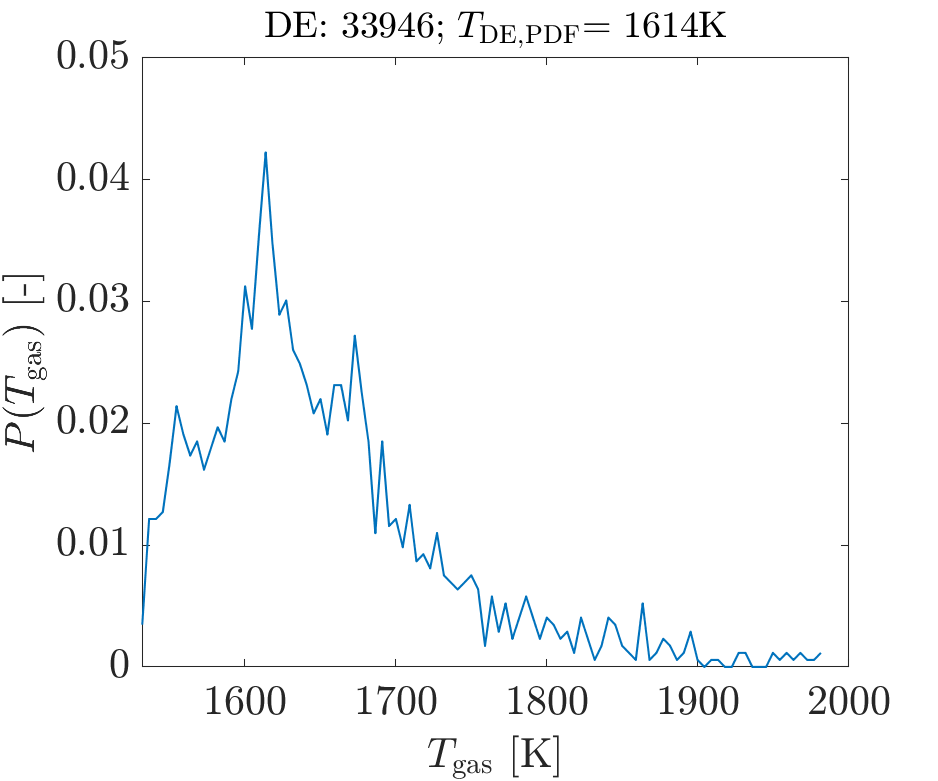 DE: 33946; T_DE,PDF= 1614K
0.05
0.04
0.03
0.02
0.01
0
P(T_gas) [-]
1600 1700 1800 1900 2000
T_gas [K]